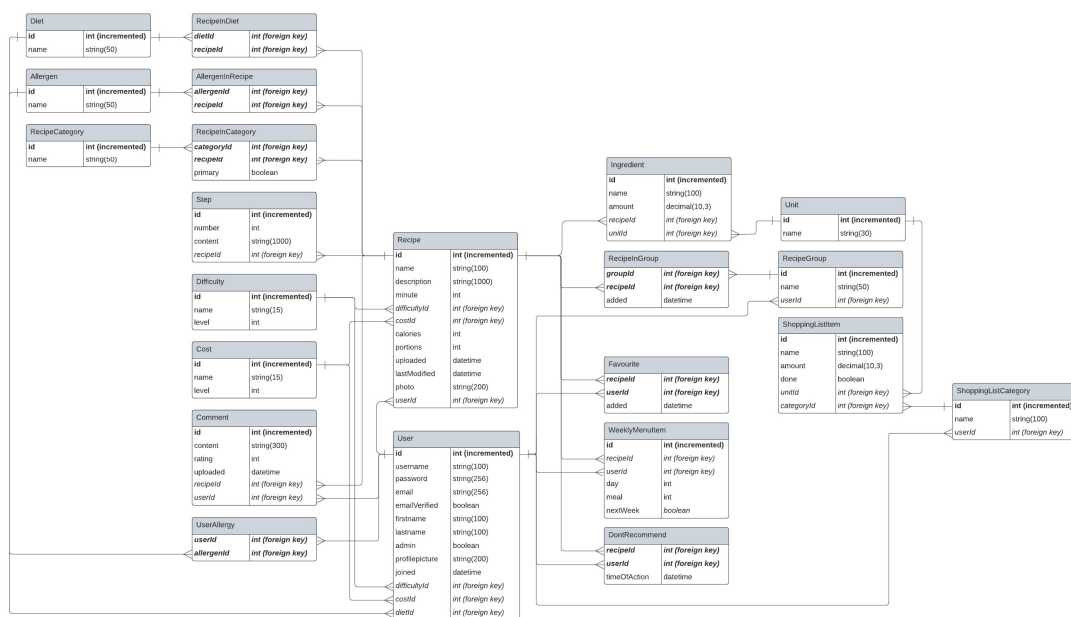 Diet
id int (incremented)
name string(50)
RecipeInDiet
dietId int (foreign key)
recipeId int (foreign key)
Allergen
id int (incremented)
name string(50)
AllergenInRecipe
allergenId int (foreign key)
recipeId int (foreign key)
RecipeCategory
id int (incremented)
name string(50)
RecipeInCategory
categoryId int (foreign key)
recipeId int (foreign key)
primary boolean
Step
id int (incremented)
number int
content string(1000)
recipeId int (foreign key)
Difficulty
id int (incremented)
name string(15)
level int
Cost
id int (incremented)
name string(15)
level int
Comment
id int (incremented)
content string(300)
rating int
uploaded datetime
recipeId int (foreign key)
userId int (foreign key)
UserAllergy
userId int (foreign key)
allergenId int (foreign key)
Recipe
id int (incremented)
name string(100)
description string(1000)
minute int
difficultyId int (foreign key)
costId int (foreign key)
calories int
portions int
uploaded datetime
lastModified datetime
photo string(200)
userId int (foreign key)
User
id int (incremented)
username string(100)
password string(256)
email string(256)
emailVerified boolean
firstname string(100)
lastname string(100)
admin boolean
profilepicture string(200)
joined datetime
difficultyId int (foreign key)
costId int (foreign key)
dietId int (foreign key)
Ingredient
id int (incremented)
name string(100)
amount decimal(10,3)
recipeId int (foreign key)
unitId int (foreign key)
Unit
id int (incremented)
name string(30)
RecipeInGroup
groupId int (foreign key)
recipeId int (foreign key)
added datetime
RecipeGroup
id int (incremented)
name string(50)
userId int (foreign key)
ShoppingListItem
id int (incremented)
name string(100)
amount decimal(10,3)
done boolean
unitId int (foreign key)
categoryId int (foreign key)
Favourite
recipeId int (foreign key)
userId int (foreign key)
added datetime
ShoppingListCategory
id int (incremented)
name string(100)
userId int (foreign key)
WeeklyMenuItem
id int (incremented)
recipeId int (foreign key)
userId int (foreign key)
day int
meal int
nextWeek boolean
DontRecommend
recipeId int (foreign key)
userId int (foreign key)
timeOfAction datetime